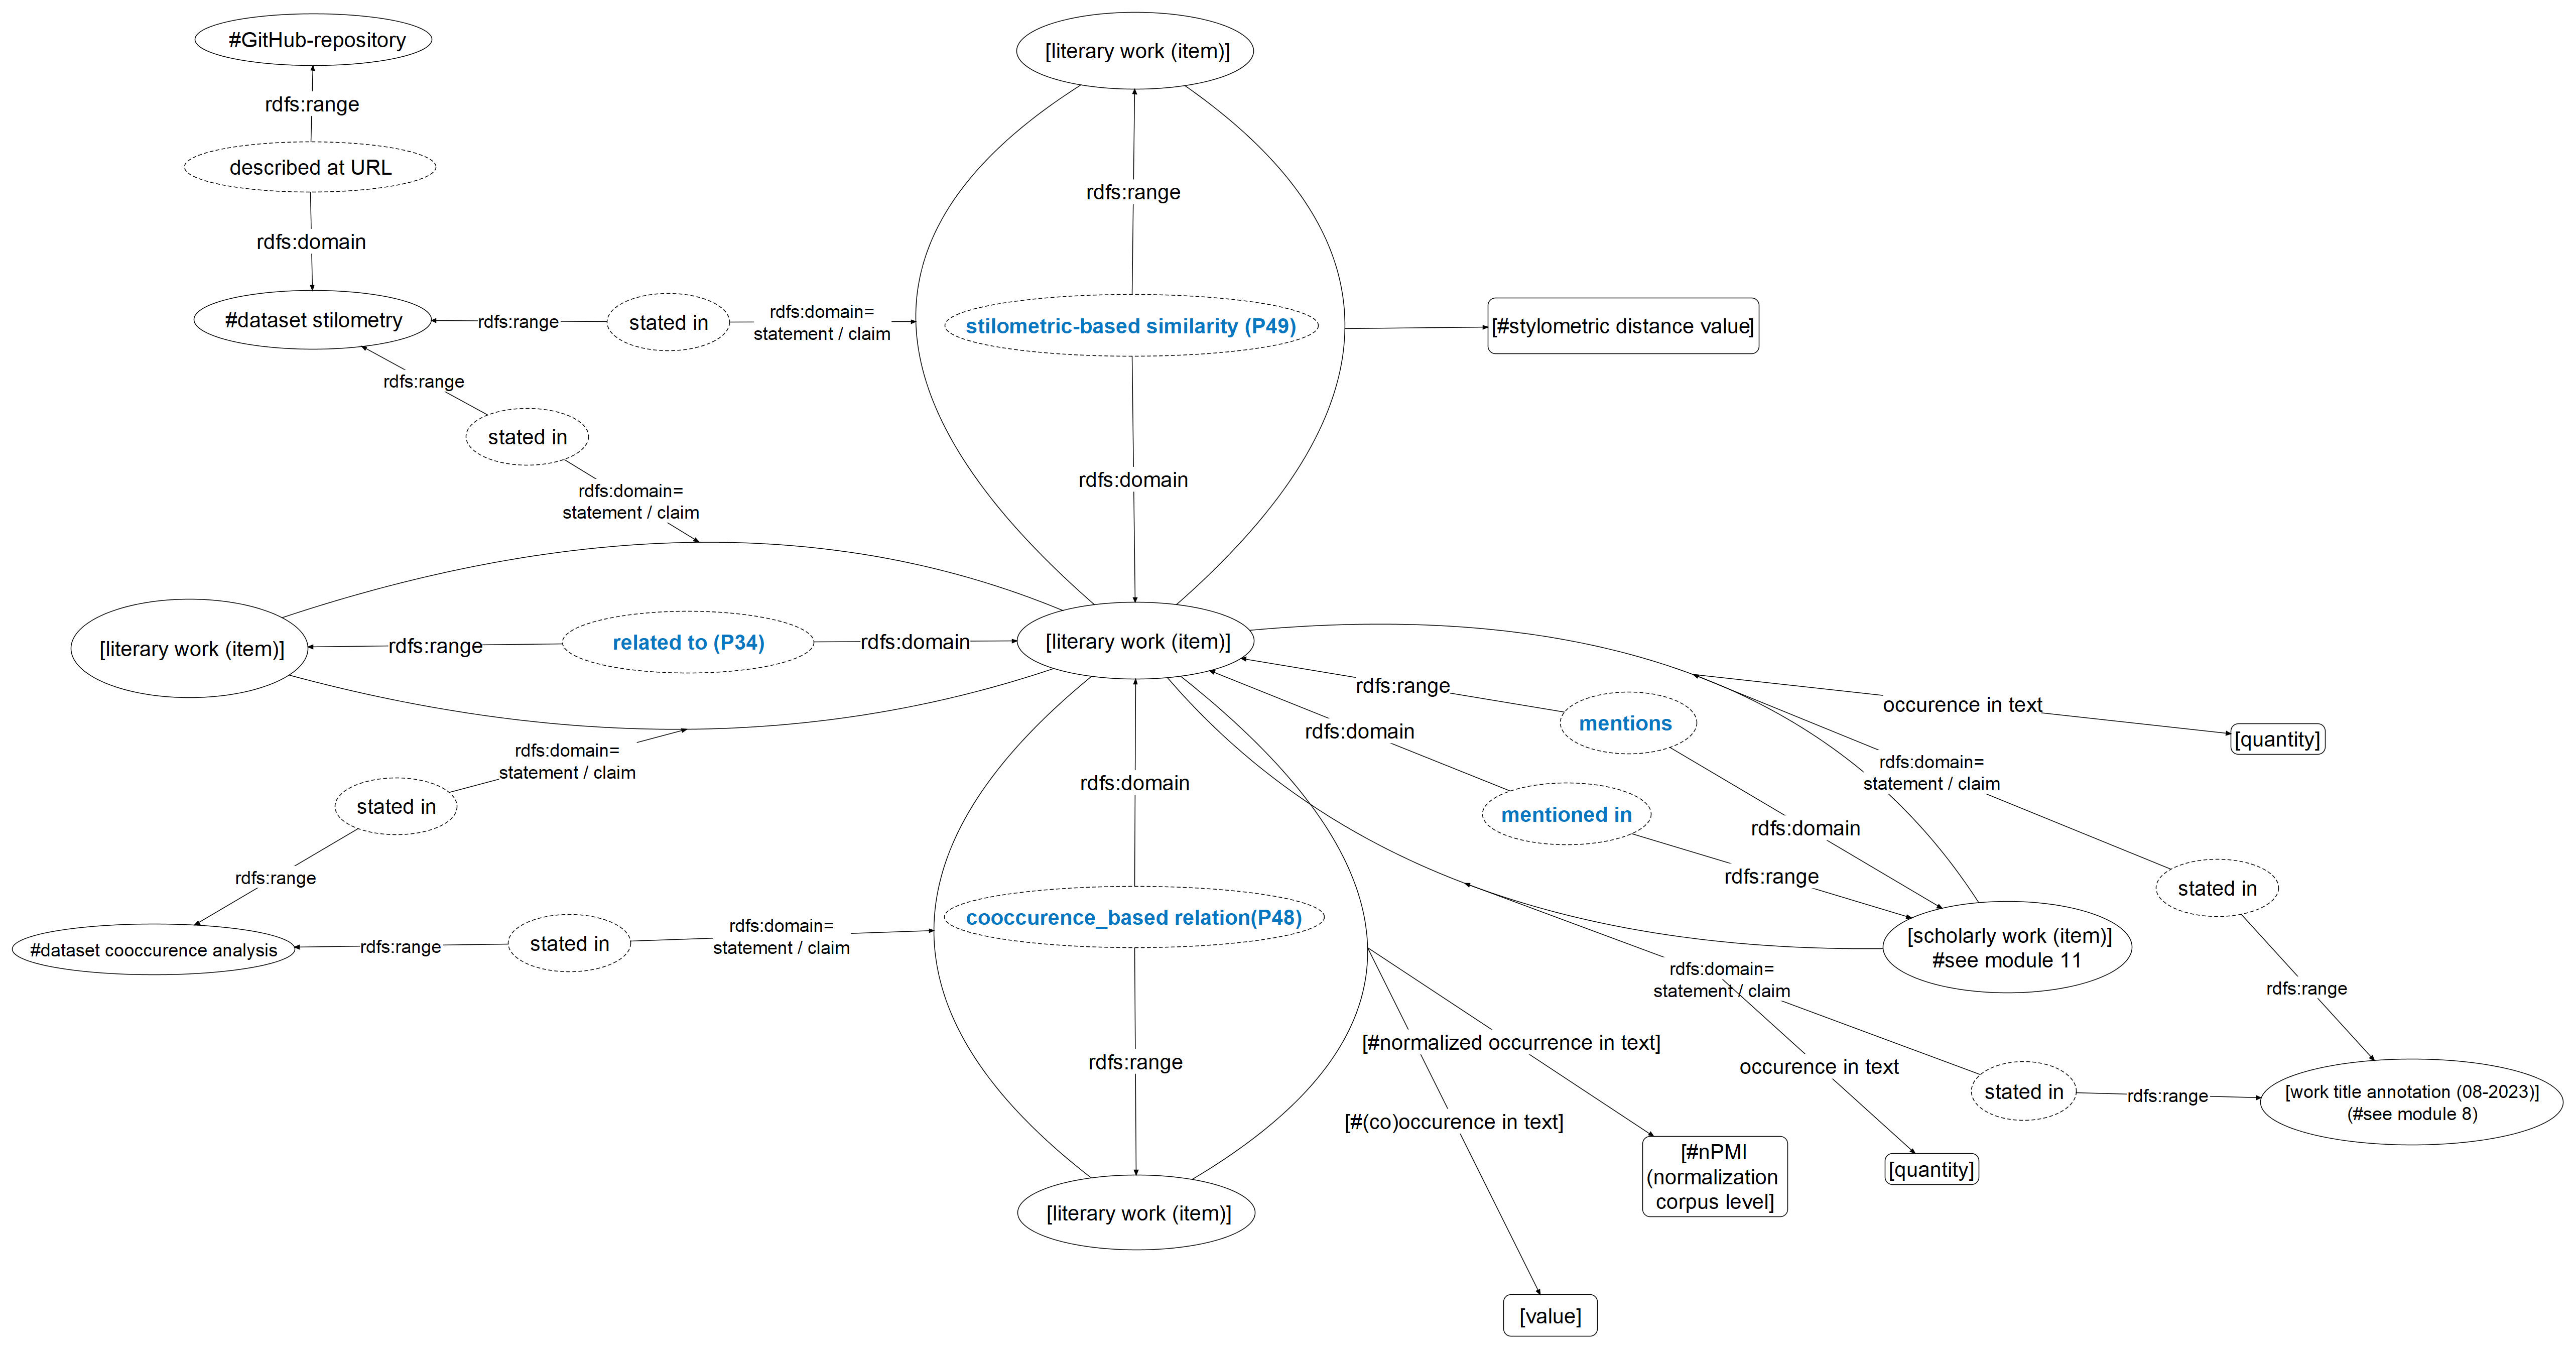 #GitHub-repository
[literary work (item)]
rdfs:range
described at URL
rdfs:range
rdfs:domain
#dataset stilometry
rdfs:range
stated in
rdfs:domain=
statement / claim
stilometric-based similarity (P49)
[#stylometric distance value]
rdfs:range
stated in
rdfs:domain
rdfs:domain=
statement / claim
[literary work (item)]
rdfs:range
related to (P34)
rdfs:domain
[literary work (item)]
rdfs:range
mentions
occurence in text
[quantity]
rdfs:domain
rdfs:domain=
statement / claim
rdfs:domain=
statement / claim
rdfs:domain
stated in
mentioned in
rdfs:domain
rdfs:range
rdfs:range
stated in
cooccurence_based relation(P48)
#dataset cooccurence analysis
rdfs:range
stated in
rdfs:domain=
statement / claim
[scholarly work (item)]
#see module 11
rdfs:domain=
statement / claim
rdfs:range
[#normalized occurrence in text]
rdfs:range
occurence in text
stated in
rdfs:range
[work title annotation (08-2023)]
(#see module 8)
[#(co)occurence in text]
[#nPMI
(normalization
corpus level]
[quantity]
[literary work (item)]
[value]